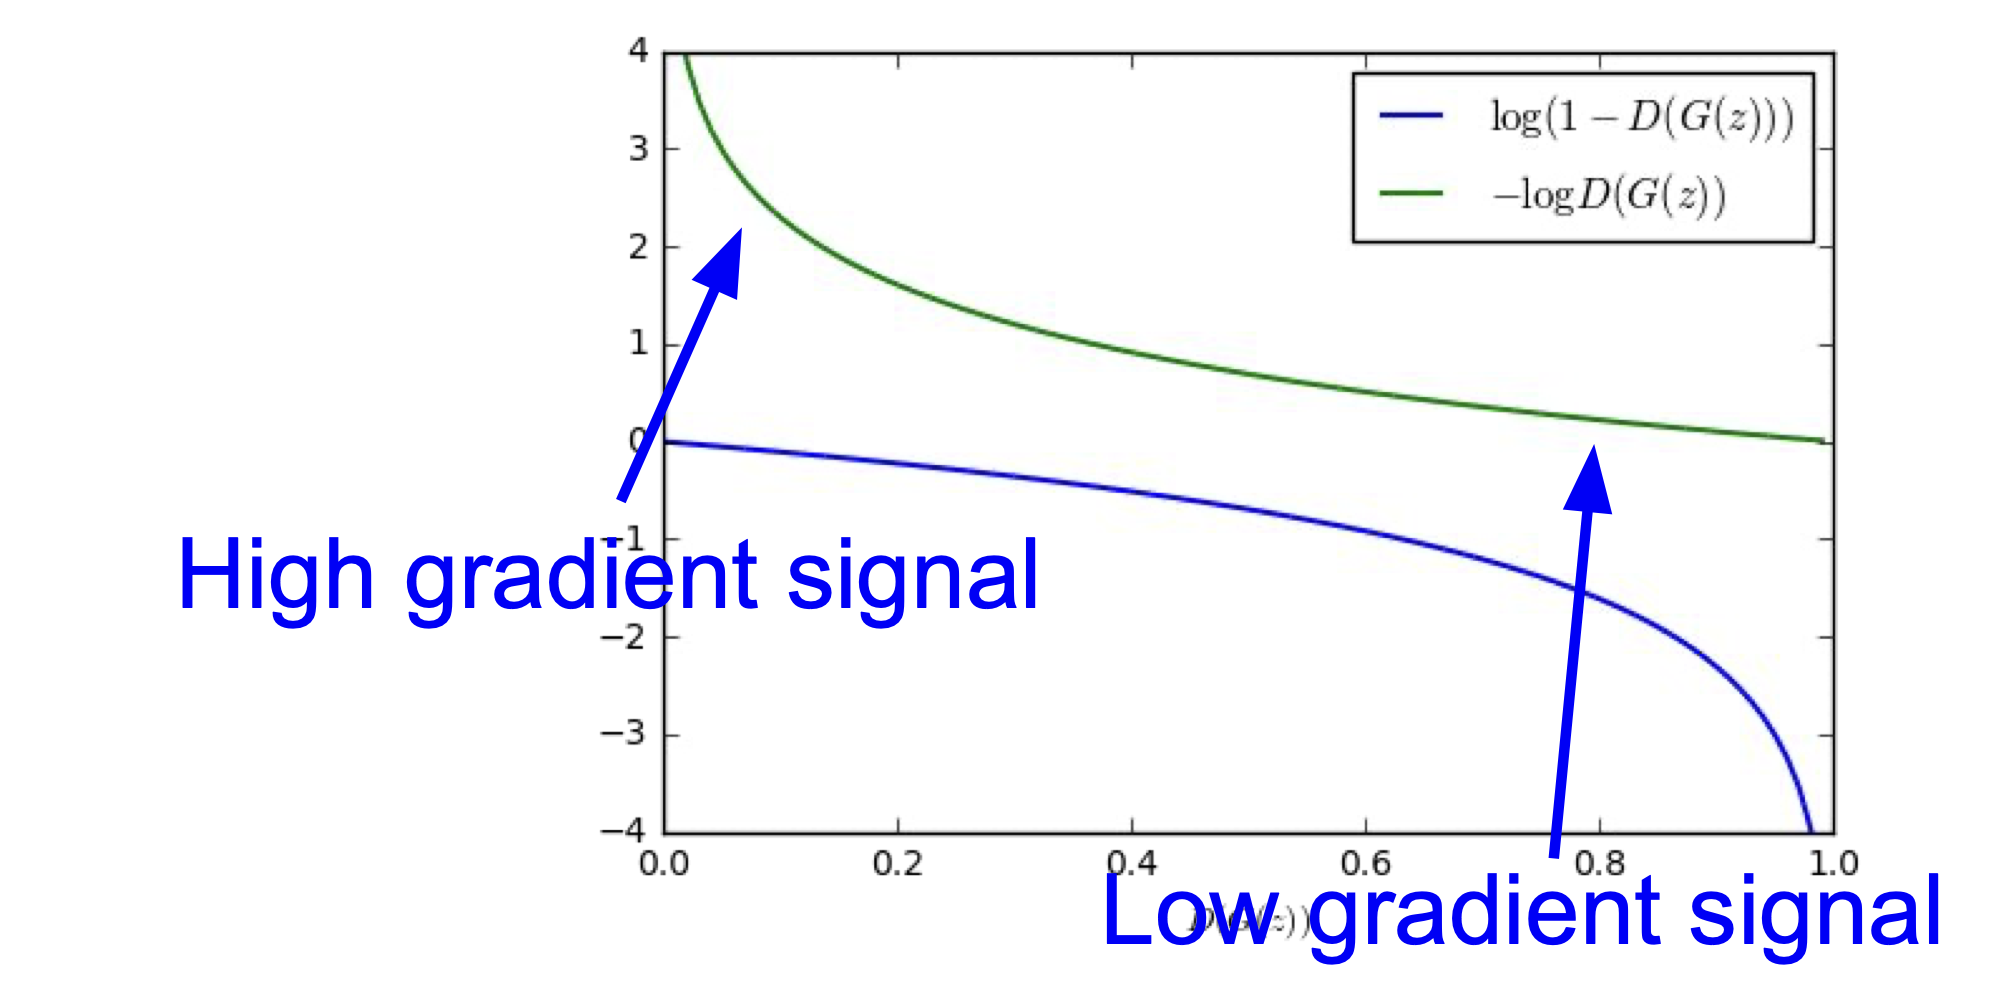 4
log(1 − D(G(z)))
3
−logD(G(z))
2
1
0
High gradient signal
−1
−2
−3
−4
0.0 0.2 0.4 0.6 0.8 1.0
D(G(z))
Low gradient signal